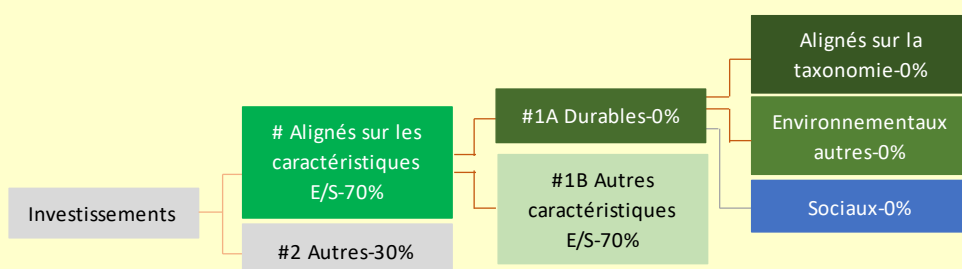 Investissements
# Alignés sur les
caractéristiques
E/S-70%
#2 Autres-30%
#1A Durables-0%
#1B Autres
caractéristiques
E/S-70%
Alignés sur la
taxonomie-0%
Environnementaux
autres-0%
Sociaux-0%